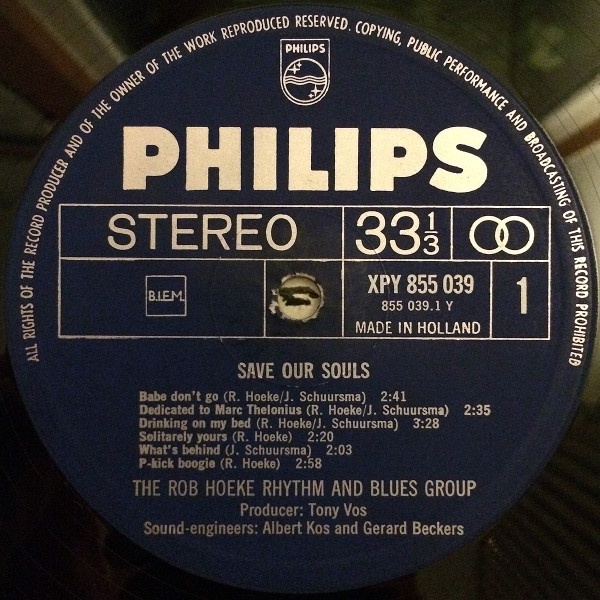 ALL RIGHTS OF THE RECORD PRODUCER AND OF THE OWNER OF THE WORK REPRODUCED RESERVED. COPYING, PUBLIC PERFORMANCE AND BROADCASTING OF THIS RECORD PROHIBITED
PHILIPS
PHILIPS
STEREO 33 1/3
B.I.E.M. XPY 855 039 1
855 039.1 Y
MADE IN HOLLAND
SAVE OUR SOULS
Babe don't go (R. Hoeke/J. Schuursma) 2:41
Dedicated to Marc Thelonius (R. Hoeke/J. Schuursma) 2:35
Drinking on my bed (R. Hoeke/J. Schuursma) 3:28
Solitarely yours (R. Hoeke) 2:20
What's behind (J. Schuursma) 2:03
P-kick boogie (R. Hoeke) 2:58
THE ROB HOEKE RHYTHM AND BLUES GROUP
Producer: Tony Vos
Sound-engineers: Albert Kos and Gerard Beckers